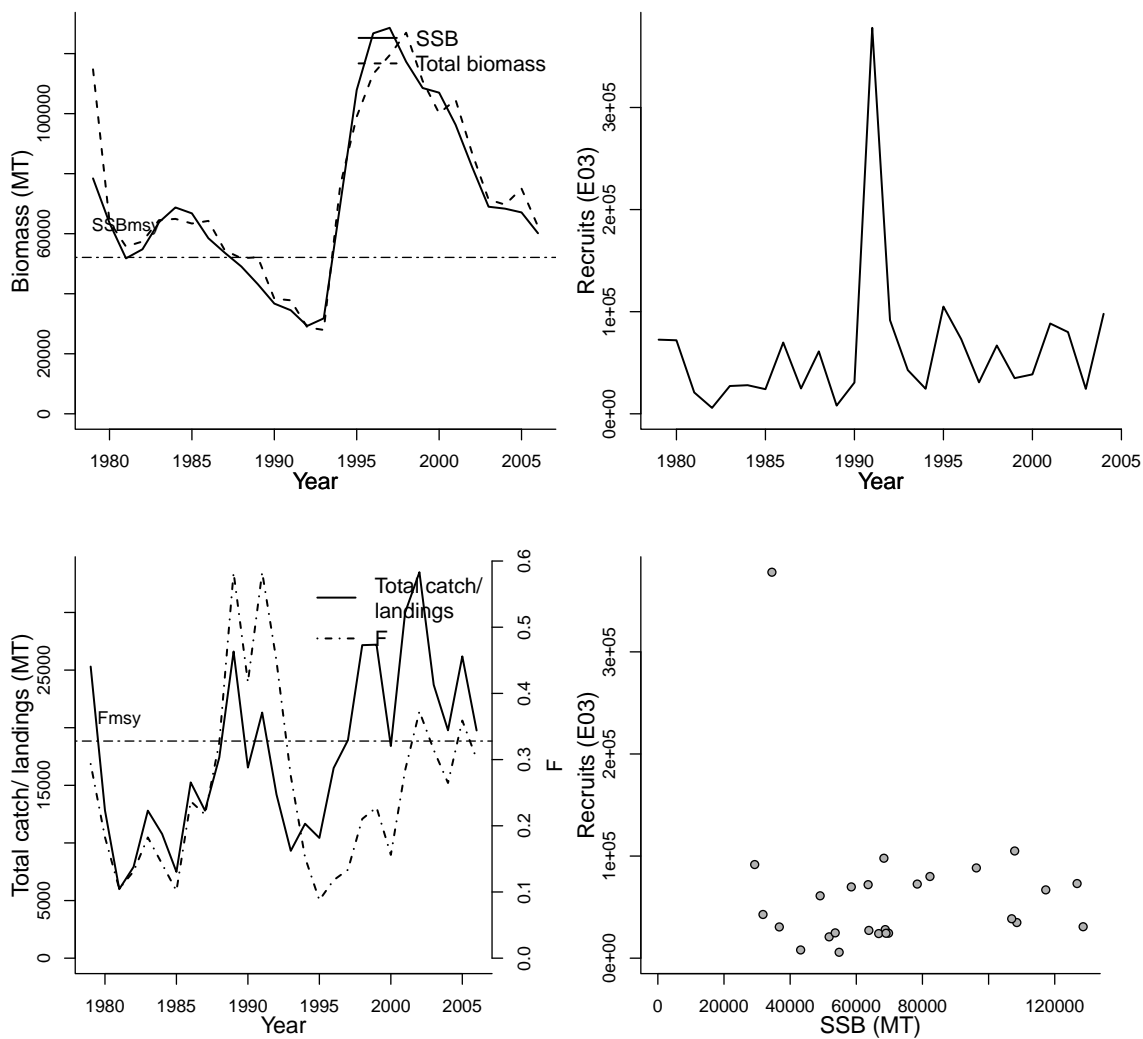 SSB
Total biomass
SSBmsy
Biomass (MT)
0
20000
60000
100000
1980 1985 1990 1995 2000 2005
Year
Recruits (E03)
0e+00
1e+05
2e+05
3e+05
1980 1985 1990 1995 2000 2005
Year
Total catch/
landings
F
Fmsy
Total catch/ landings (MT)
0
5000
15000
25000
F
0.0
0.1
0.2
0.3
0.4
0.5
0.6
1980 1985 1990 1995 2000 2005
Year
Recruits (E03)
0e+00
1e+05
2e+05
3e+05
0 20000 40000 60000 80000 120000
SSB (MT)